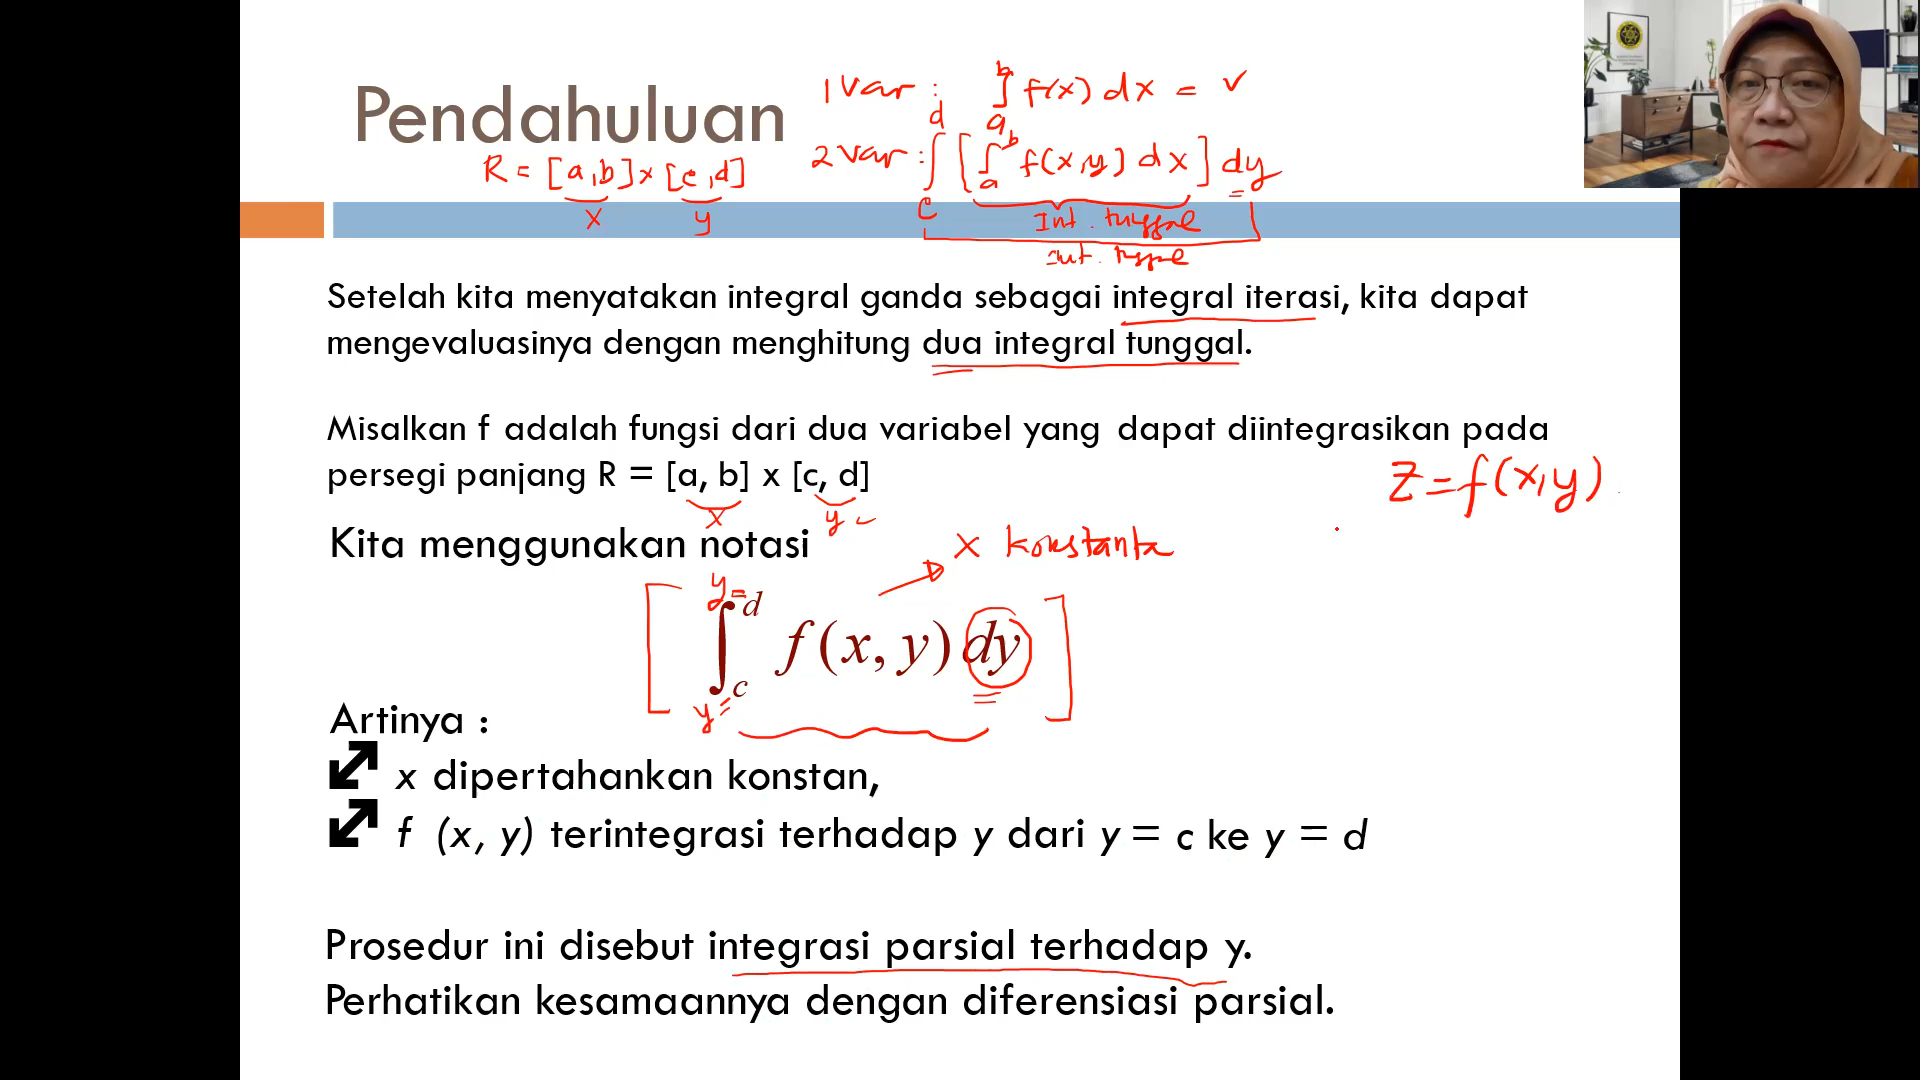 Pendahuluan
1 Var : ∫ₐᵇ f(x) dx = ✓
2 Var : ∫_c^d [∫ₐᵇ f(x,y) dx] dy
R = [a,b] x [c,d]
x y
Int. tunggal
Setelah kita menyatakan integral ganda sebagai integral iterasi, kita dapat
mengevaluasinya dengan menghitung dua integral tunggal.
Misalkan f adalah fungsi dari dua variabel yang dapat diintegrasikan pada
persegi panjang R = [a, b] x [c, d]
Z = f(x,y)
x y
Kita menggunakan notasi
x konstanta
[ ∫_{y=c}^{y=d} f(x, y) dy ]
Artinya :
x dipertahankan konstan,
f (x, y) terintegrasi terhadap y dari y = c ke y = d
Prosedur ini disebut integrasi parsial terhadap y.
Perhatikan kesamaannya dengan diferensiasi parsial.